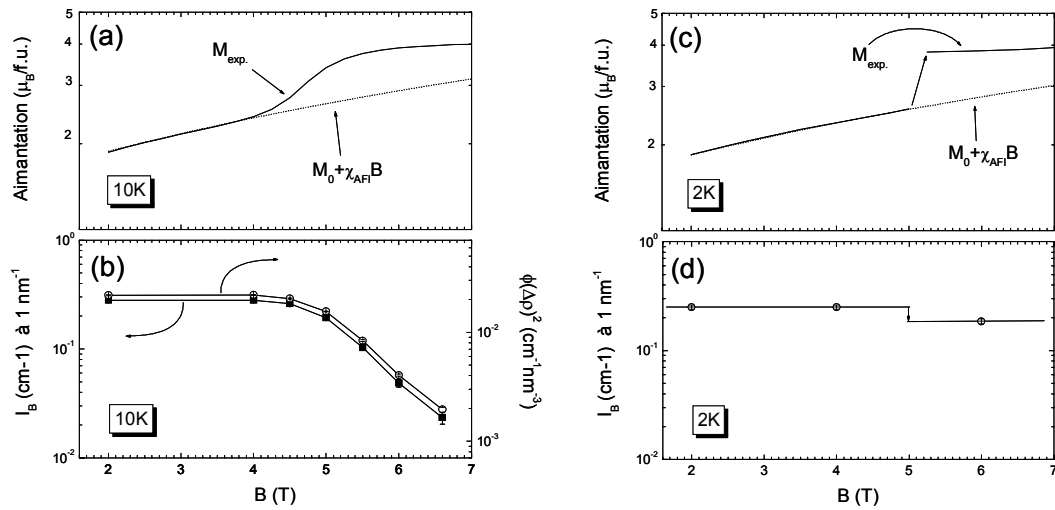 (a)
Aimantation (μB/f.u.)
5
4
3
2
Mexp.
M0+χAFIB
10K
(b)
IB (cm-1) à 1 nm-1
10^0
10^-1
10^-2
ϕ(Δρ)^2 (cm^-1nm^-3)
10^-2
10^-3
10K
2 3 4 5 6 7
B (T)
(c)
Aimantation (μB/f.u.)
5
4
3
2
Mexp.
M0+χAFIB
2K
(d)
IB (cm-1) à 1 nm-1
10^0
10^-1
10^-2
2K
2 3 4 5 6 7
B (T)